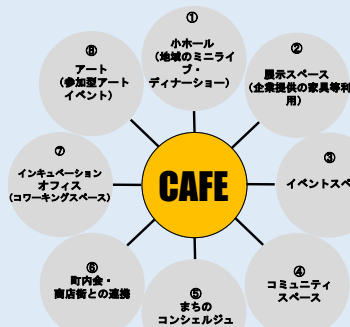 ①
小ホール
（地域のミニライ
ブ・
ディナーショー）
②
展示スペース
（企業提供の家具等利
用）
③
イベントスペ
④
コミュニティ
スペース
⑤
まちの
コンシェルジュ
⑥
町内会・
商店街との連携
⑦
インキュベーション
オフィス
（コワーキングスペース）
⑧
アート
（参加型アート
イベント）
CAFE